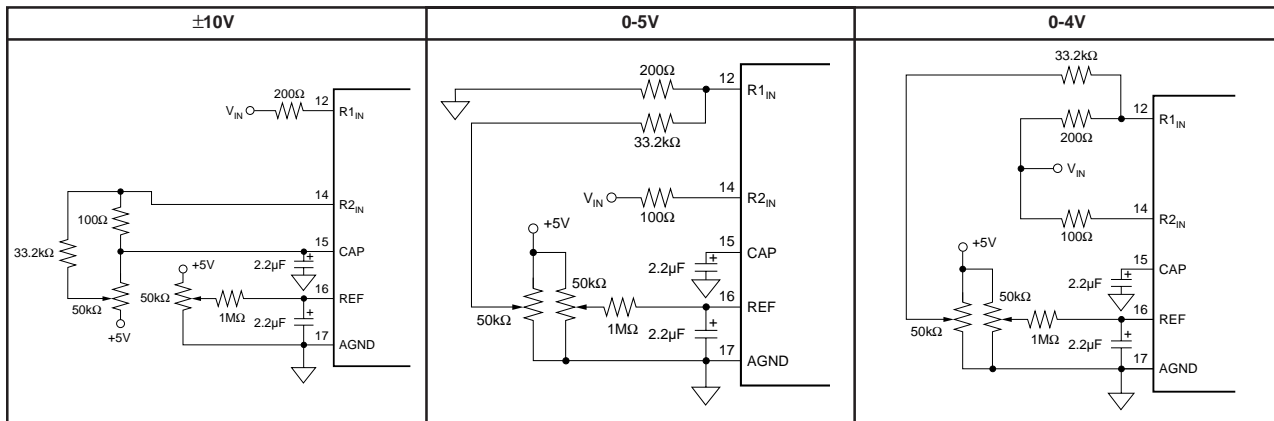 ±10V
200Ω
12
V_IN
R1_IN
14
R2_IN
100Ω
33.2kΩ
15
CAP
2.2µF
+
+5V
50kΩ
16
REF
50kΩ
1MΩ
2.2µF
+
+5V
17
AGND
0-5V
200Ω
12
R1_IN
33.2kΩ
14
V_IN
R2_IN
100Ω
+5V
15
CAP
2.2µF
+
50kΩ
16
REF
50kΩ
1MΩ
2.2µF
+
17
AGND
0-4V
33.2kΩ
12
R1_IN
200Ω
V_IN
14
R2_IN
100Ω
+5V
15
CAP
2.2µF
+
50kΩ
16
REF
50kΩ
1MΩ
2.2µF
+
17
AGND